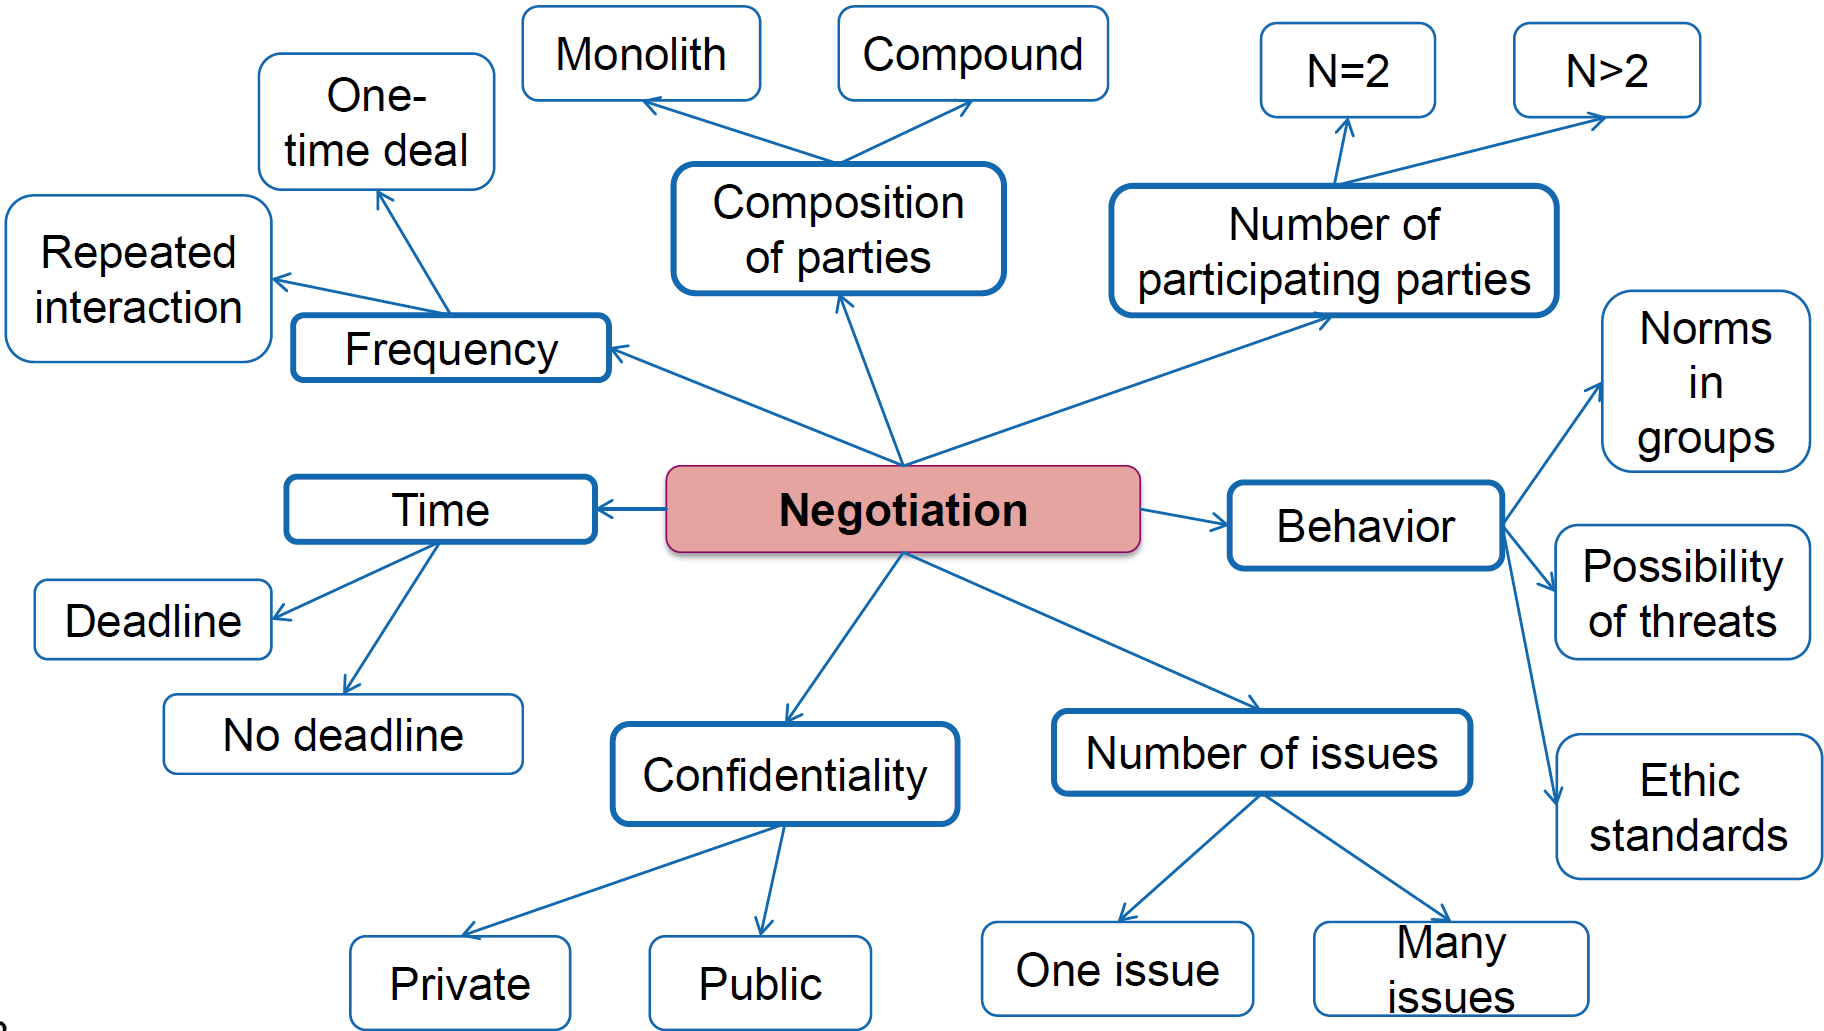 Monolith
Compound
N=2
N>2
One-
time deal
Composition
of parties
Number of
participating parties
Repeated
interaction
Frequency
Norms
in
groups
Time
Negotiation
Behavior
Possibility
of threats
Deadline
No deadline
Confidentiality
Number of issues
Ethic
standards
Private
Public
One issue
Many
issues